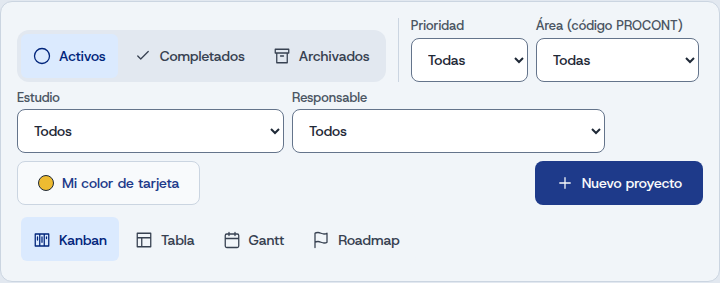 Prioridad Área (código PROCONT)
Activos Completados Archivados Todas Todas
Estudio Responsable
Todos Todos
Mi color de tarjeta Nuevo proyecto
Kanban Tabla Gantt Roadmap